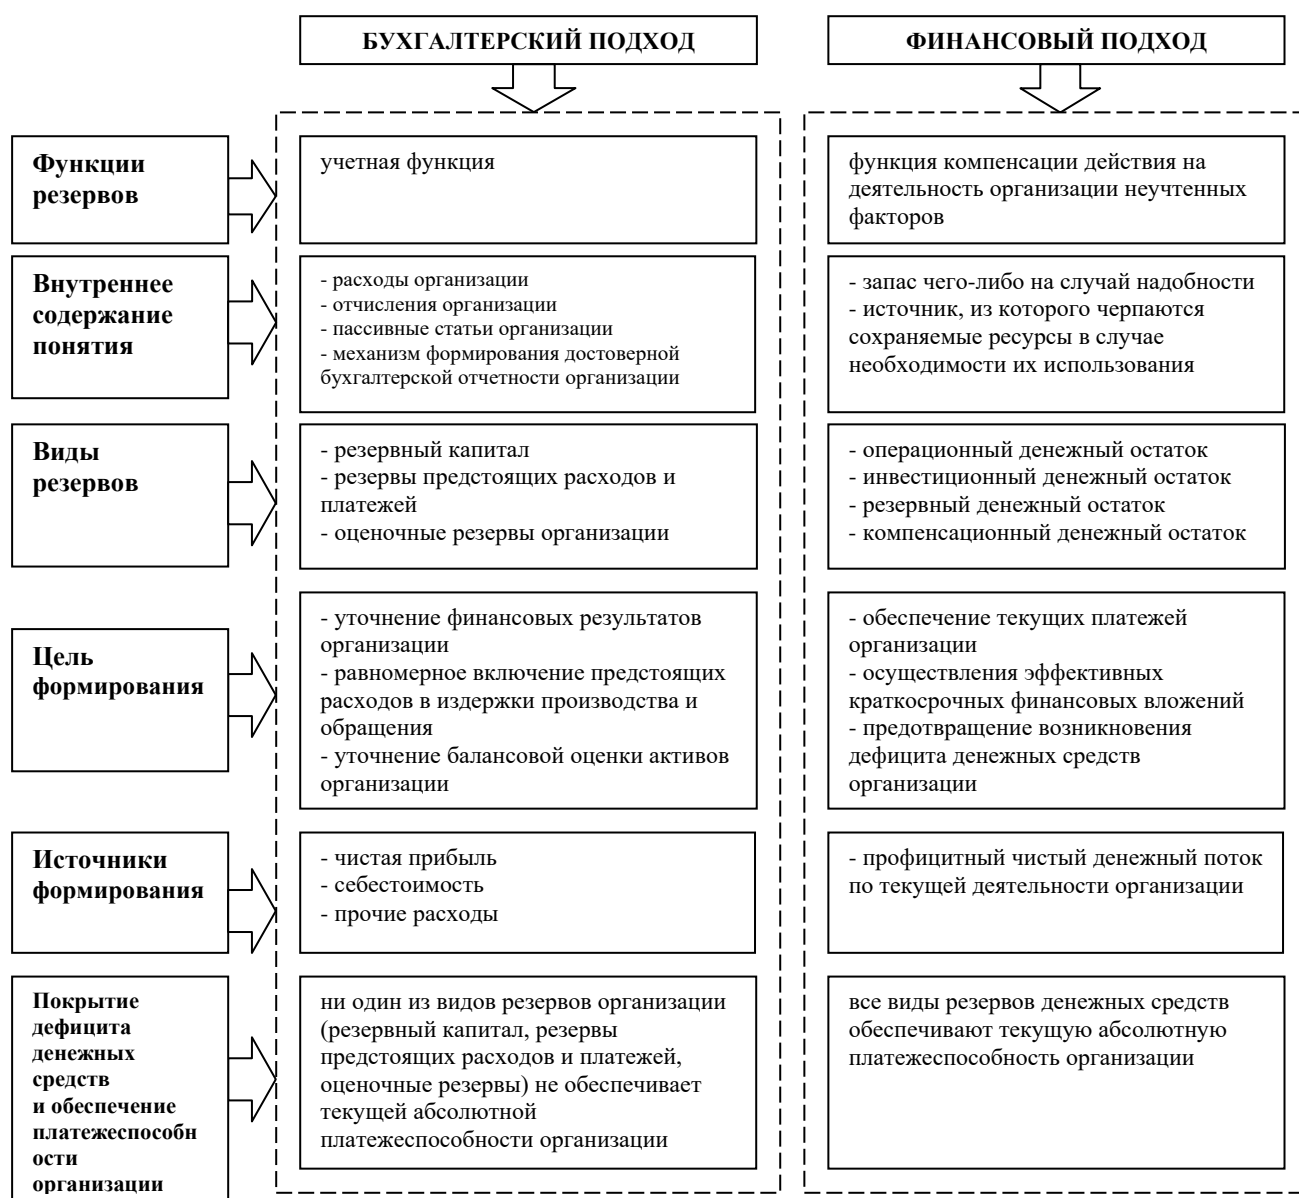 БУХГАЛТЕРСКИЙ ПОДХОД
ФИНАНСОВЫЙ ПОДХОД
Функции
резервов
учетная функция
функция компенсации действия на
деятельность организации неучтенных
факторов
Внутреннее
содержание
понятия
- расходы организации
- отчисления организации
- пассивные статьи организации
- механизм формирования достоверной
бухгалтерской отчетности организации
- запас чего-либо на случай надобности
- источник, из которого черпаются
сохраняемые ресурсы в случае
необходимости их использования
Виды
резервов
- резервный капитал
- резервы предстоящих расходов и
платежей
- оценочные резервы организации
- операционный денежный остаток
- инвестиционный денежный остаток
- резервный денежный остаток
- компенсационный денежный остаток
Цель
формирования
- уточнение финансовых результатов
организации
- равномерное включение предстоящих
расходов в издержки производства и
обращения
- уточнение балансовой оценки активов
организации
- обеспечение текущих платежей
организации
- осуществления эффективных
краткосрочных финансовых вложений
- предотвращение возникновения
дефицита денежных средств
организации
Источники
формирования
- чистая прибыль
- себестоимость
- прочие расходы
- профицитный чистый денежный поток
по текущей деятельности организации
Покрытие
дефицита
денежных
средств
и обеспечение
платежеспособн
ости
организации
ни один из видов резервов организации
(резервный капитал, резервы
предстоящих расходов и платежей,
оценочные резервы) не обеспечивает
текущей абсолютной
платежеспособности организации
все виды резервов денежных средств
обеспечивают текущую абсолютную
платежеспособность организации